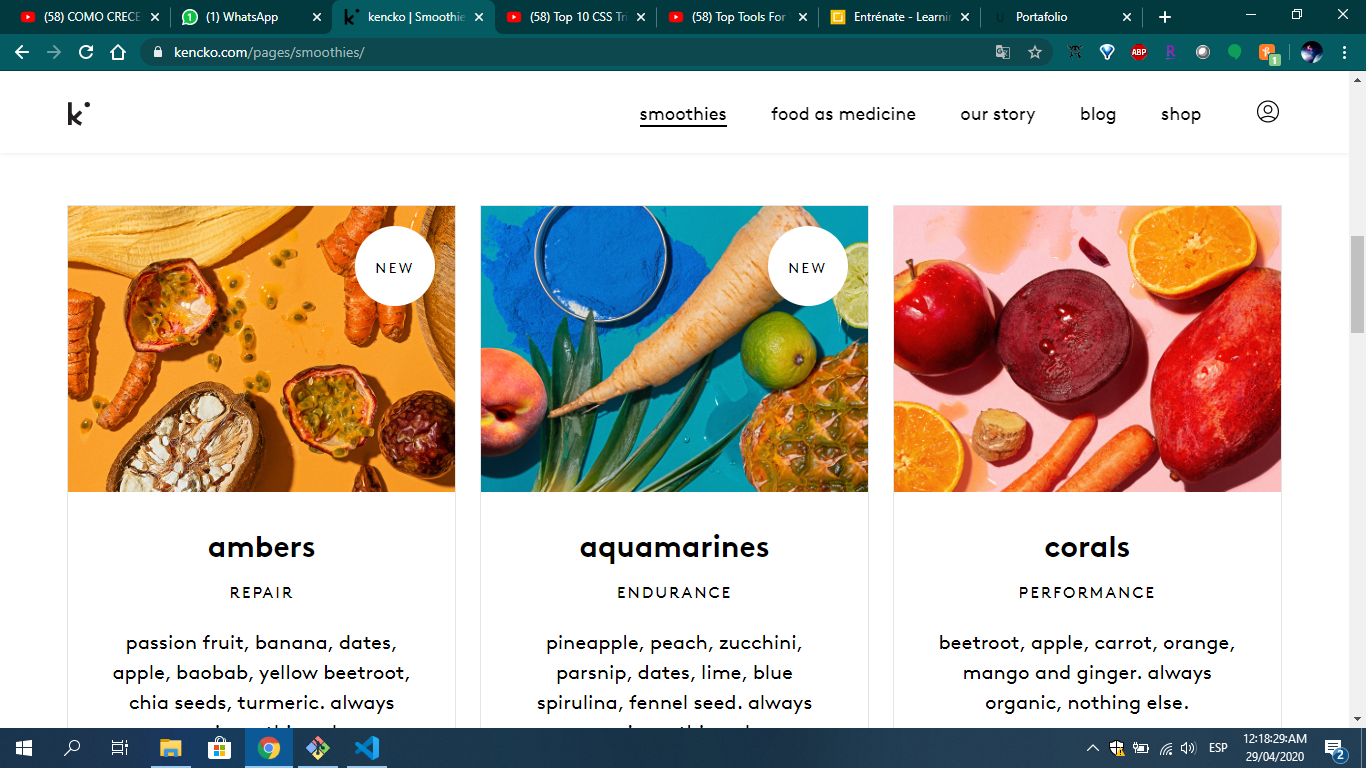 (58) COMO CRECE
(1) WhatsApp
kencko | Smoothie
(58) Top 10 CSS Tri
(58) Top Tools For
Entrénate - Learni
Portafolio
kencko.com/pages/smoothies/
ABP
R
1
k
smoothies
food as medicine
our story
blog
shop
NEW
NEW
ambers
aquamarines
corals
REPAIR
ENDURANCE
PERFORMANCE
passion fruit, banana, dates,
apple, baobab, yellow beetroot,
chia seeds, turmeric. always
pineapple, peach, zucchini,
parsnip, dates, lime, blue
spirulina, fennel seed. always
beetroot, apple, carrot, orange,
mango and ginger. always
organic, nothing else.
ESP
12:18:29:AM
29/04/2020
2